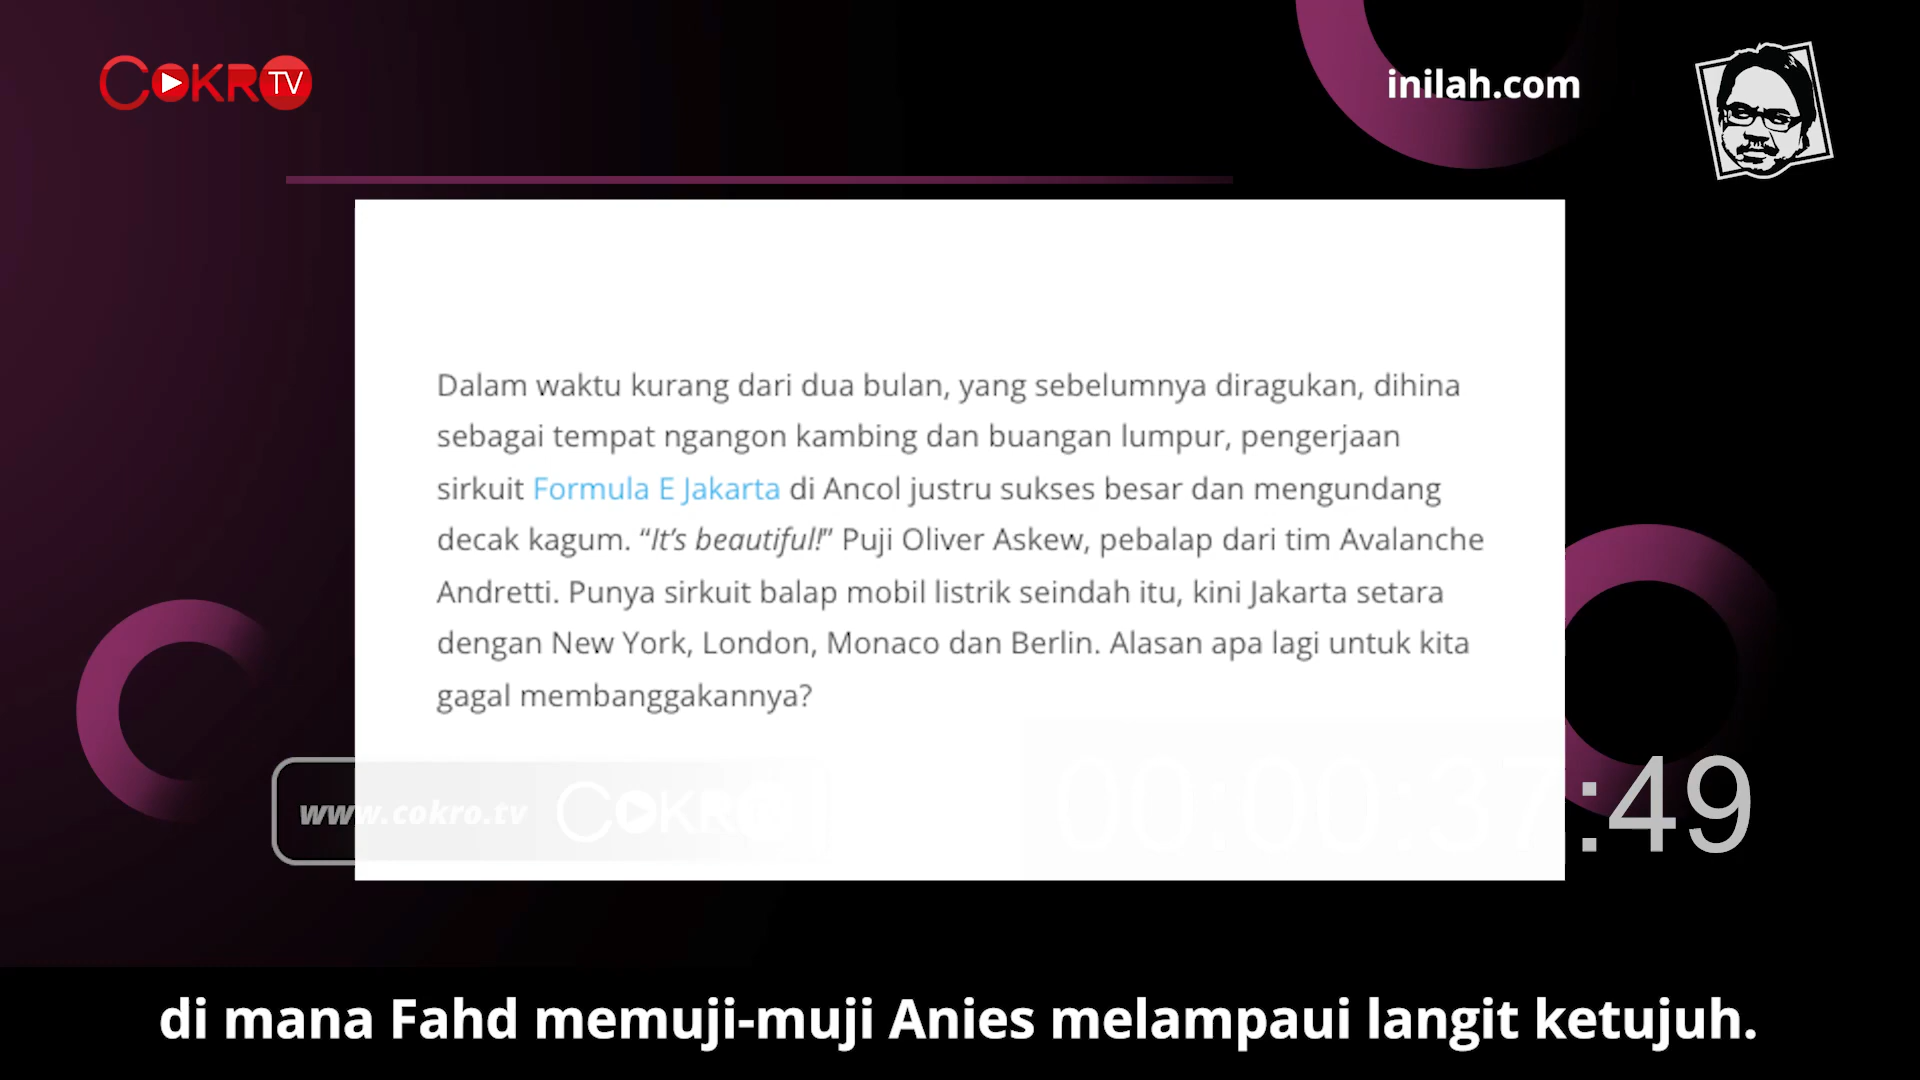 COKRO TV
inilah.com
Dalam waktu kurang dari dua bulan, yang sebelumnya diragukan, dihina
sebagai tempat ngangon kambing dan buangan lumpur, pengerjaan
sirkuit Formula E Jakarta di Ancol justru sukses besar dan mengundang
decak kagum. “It’s beautiful!” Puji Oliver Askew, pebalap dari tim Avalanche
Andretti. Punya sirkuit balap mobil listrik seindah itu, kini Jakarta setara
dengan New York, London, Monaco dan Berlin. Alasan apa lagi untuk kita
gagal membanggakannya?
www.cokro.tv COKRO
00:00:37:49
di mana Fahd memuji-muji Anies melampaui langit ketujuh.